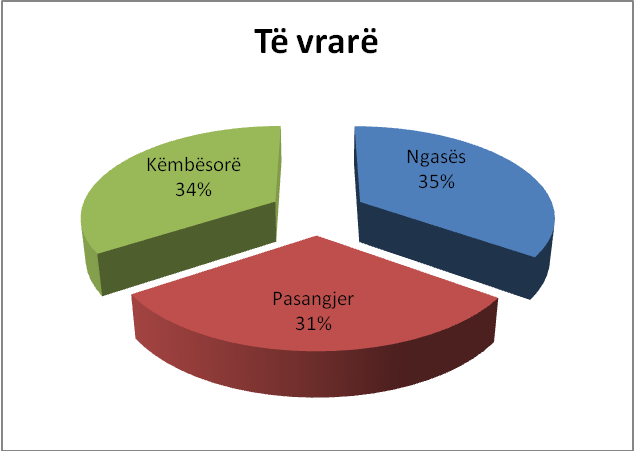 Të vrarë
Këmbësorë
34%
Ngasës
35%
Pasangjer
31%